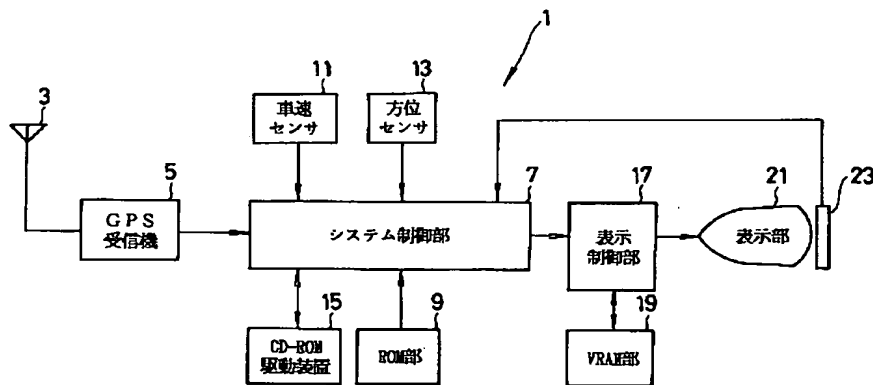 1
11
13
3
車速
センサ
方位
センサ
5
7
17
21
23
GPS
受信機
システム制御部
表示
制御部
表示部
15
9
19
CD-ROM
駆動装置
ROM部
VRAM部